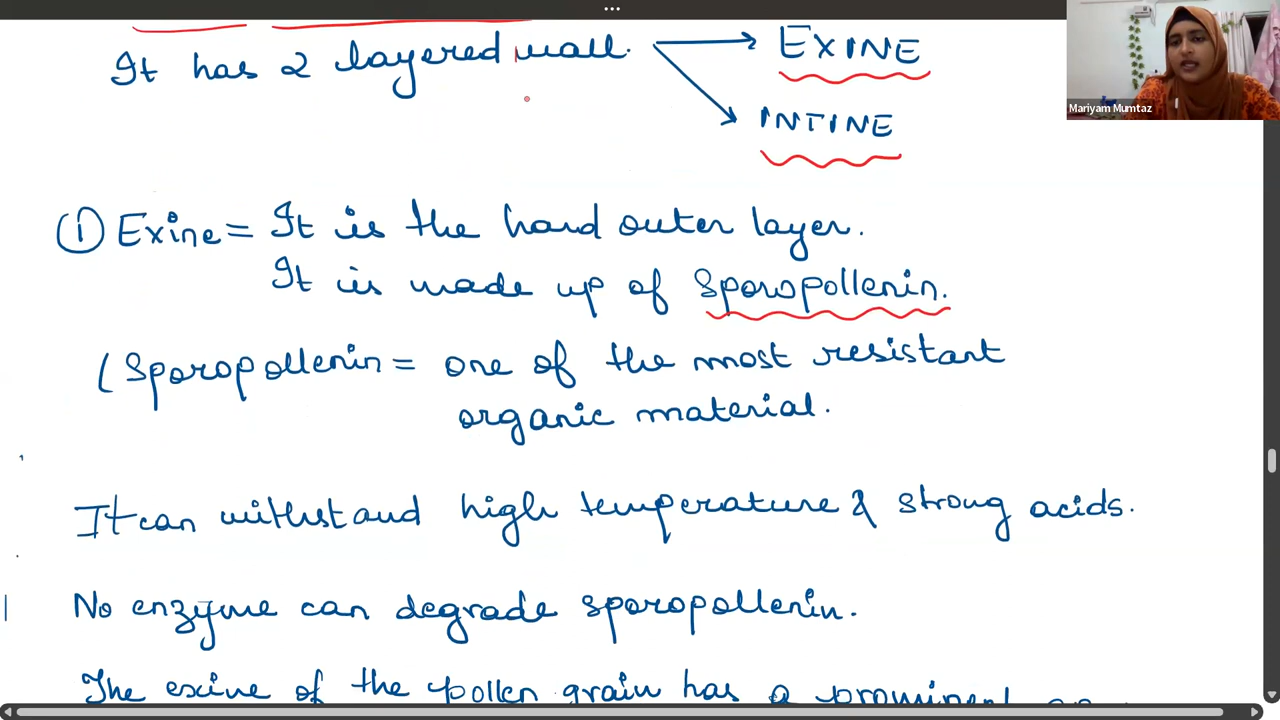 It has 2 layered wall.
EXINE
INTINE
Mariyam Mumtaz
① Exine = It is the hard outer layer.
It is made up of Sporopollenin.
(Sporopollenin = one of the most resistant
organic material.
It can withstand high temperature & strong acids.
No enzyme can degrade sporopollenin.
The exine of the pollen grain has a prominent